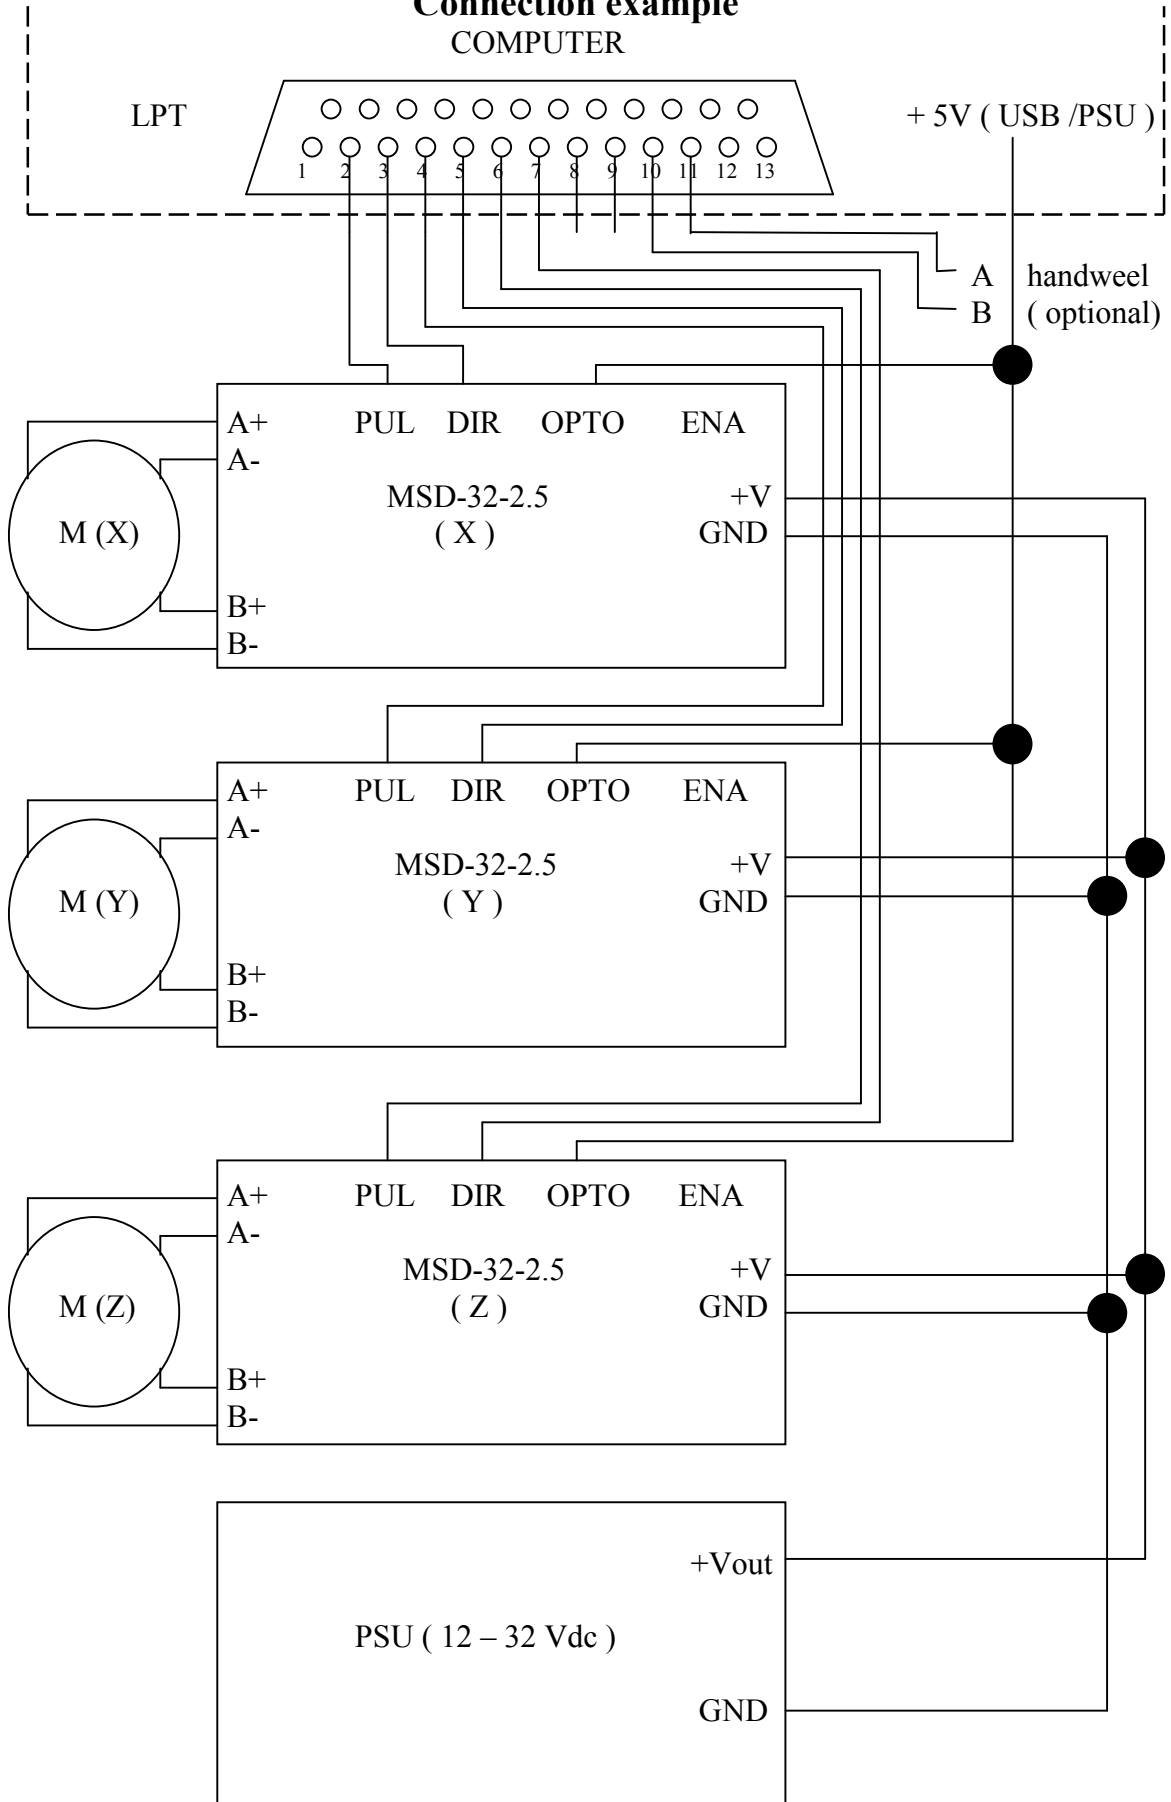 Connection example
COMPUTER
LPT
+ 5V ( USB /PSU )
1 2 3 4 5 6 7 8 9 10 11 12 13
A handweel
B ( optional)
A+ PUL DIR OPTO ENA
A-
MSD-32-2.5 +V
M (X) ( X ) GND
B+
B-
A+ PUL DIR OPTO ENA
A-
MSD-32-2.5 +V
M (Y) ( Y ) GND
B+
B-
A+ PUL DIR OPTO ENA
A-
MSD-32-2.5 +V
M (Z) ( Z ) GND
B+
B-
+Vout
PSU ( 12 – 32 Vdc )
GND